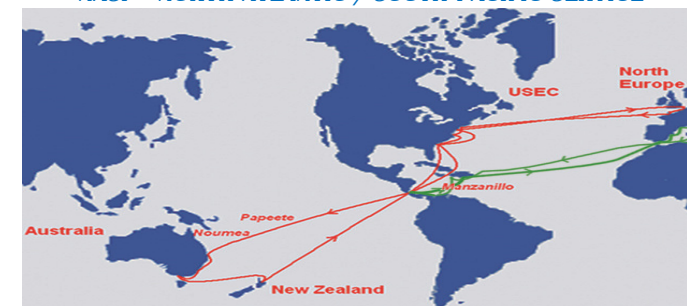 North
Europe
USEC
Manzanillo
Papeete
Noumea
Australia
New Zealand